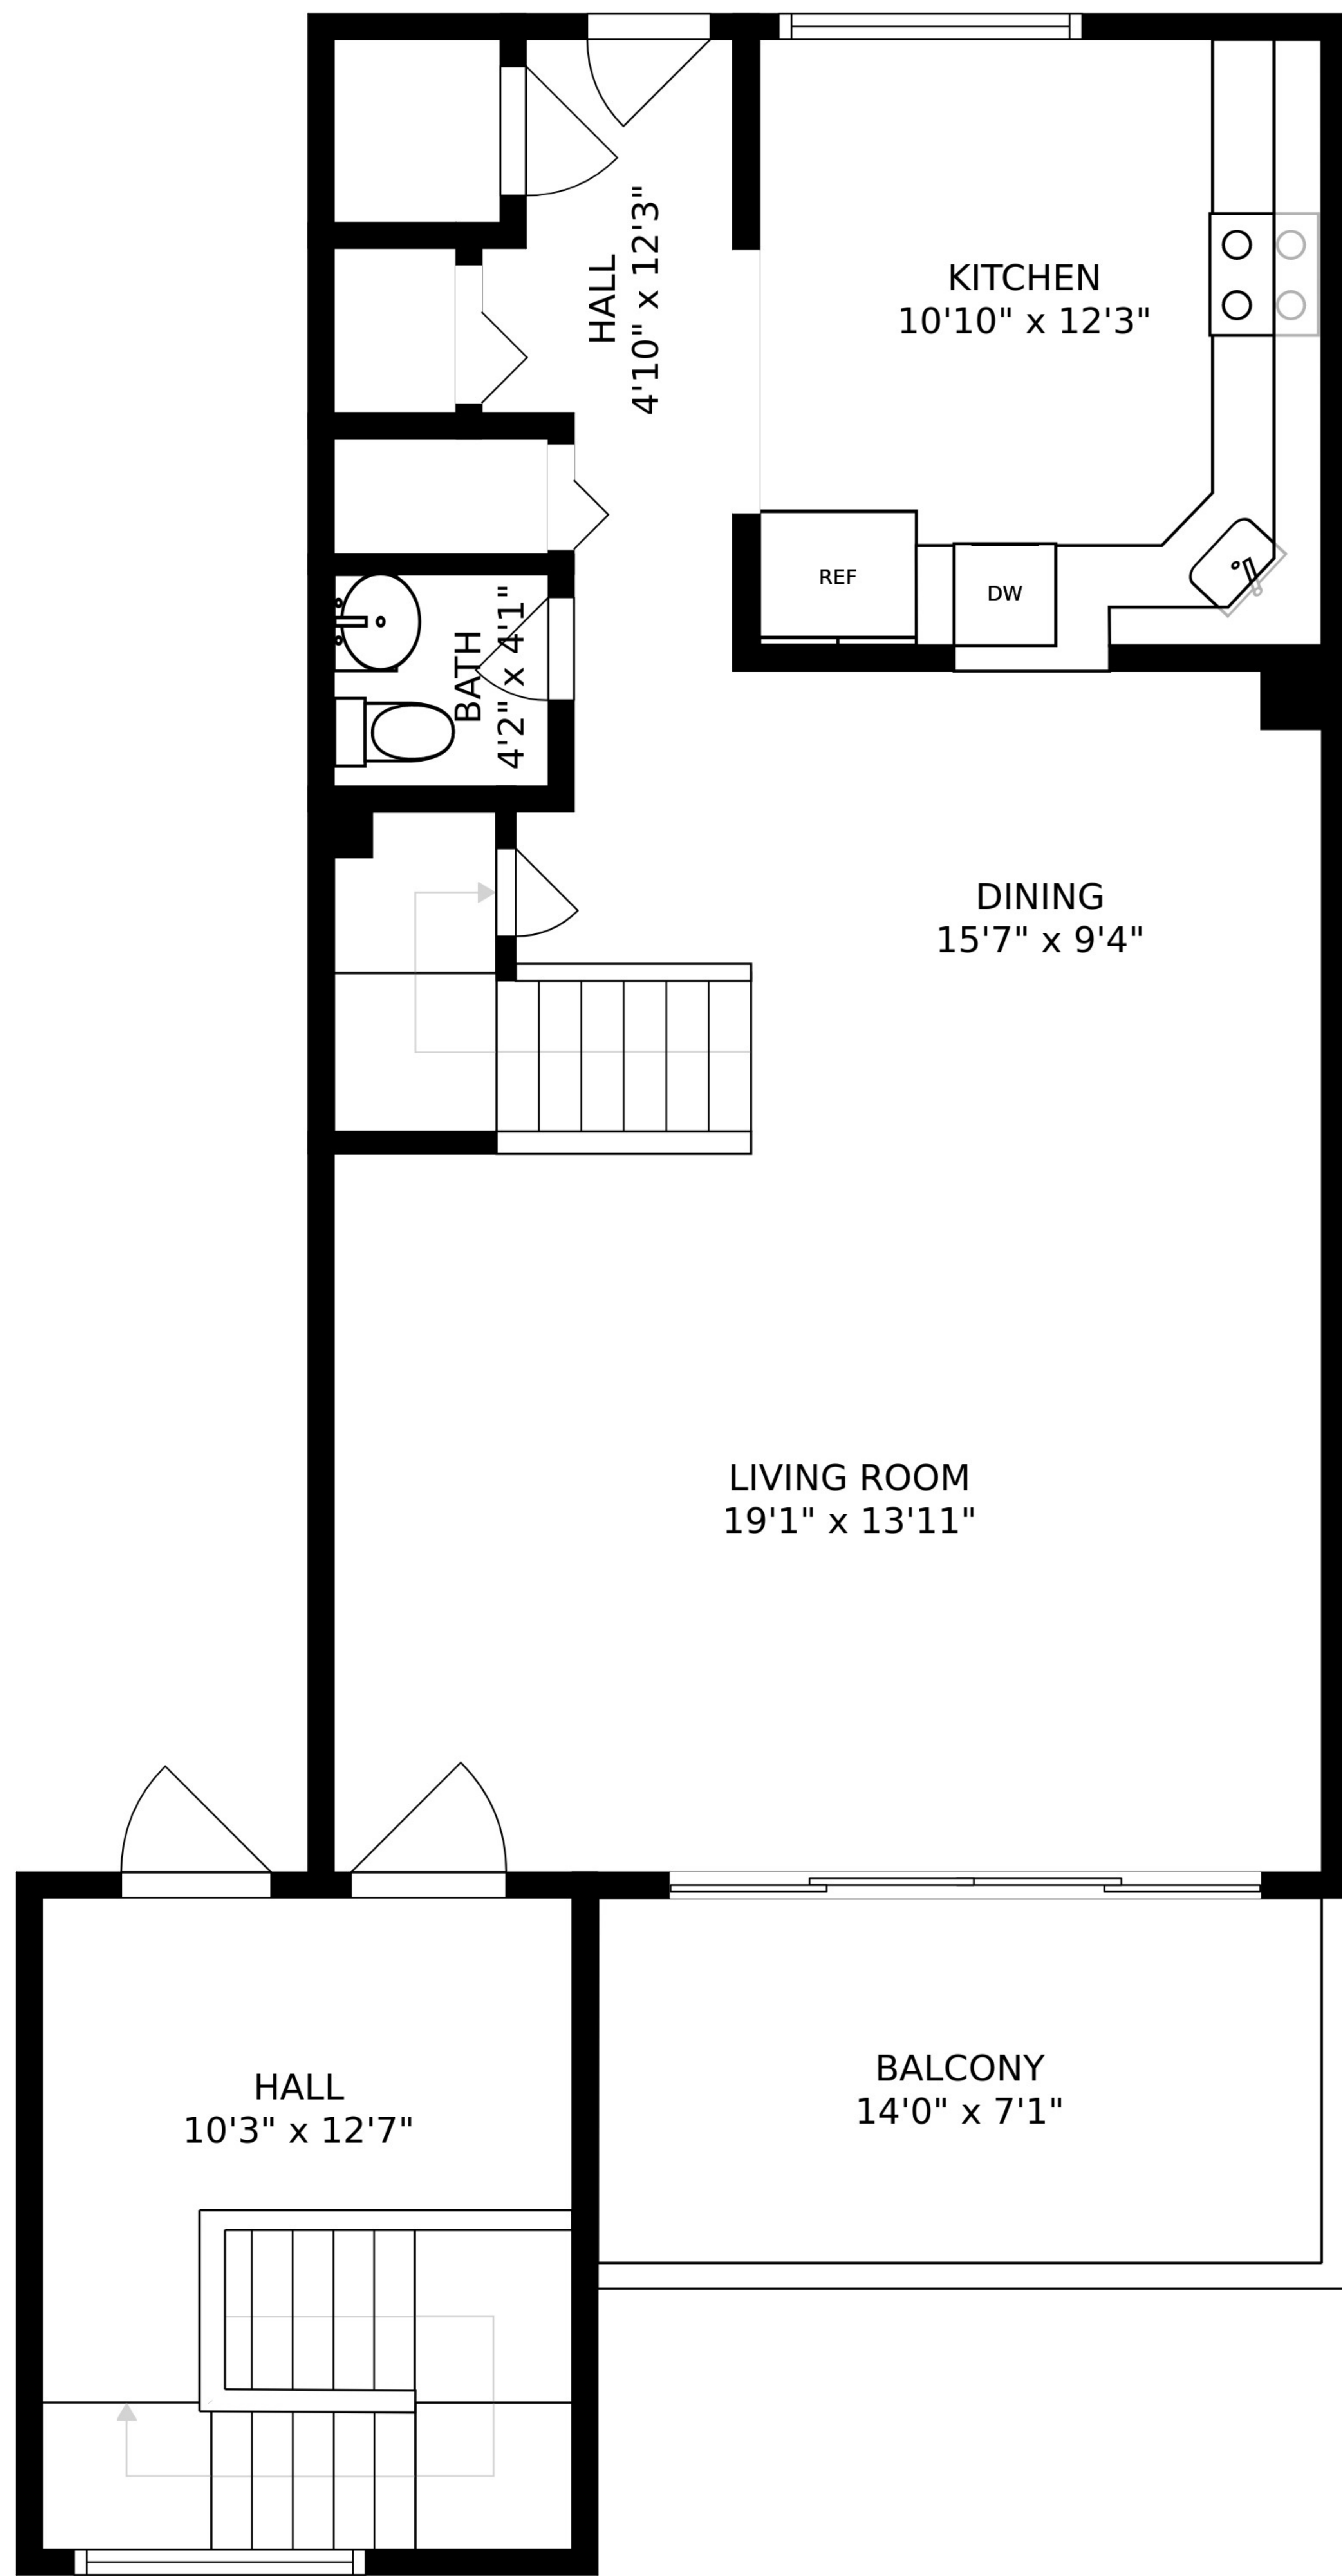 HALL
4'10" x 12'3"
KITCHEN
10'10" x 12'3"
REF
DW
BATH
4'2" x 4'1"
DINING
15'7" x 9'4"
LIVING ROOM
19'1" x 13'11"
HALL
10'3" x 12'7"
BALCONY
14'0" x 7'1"